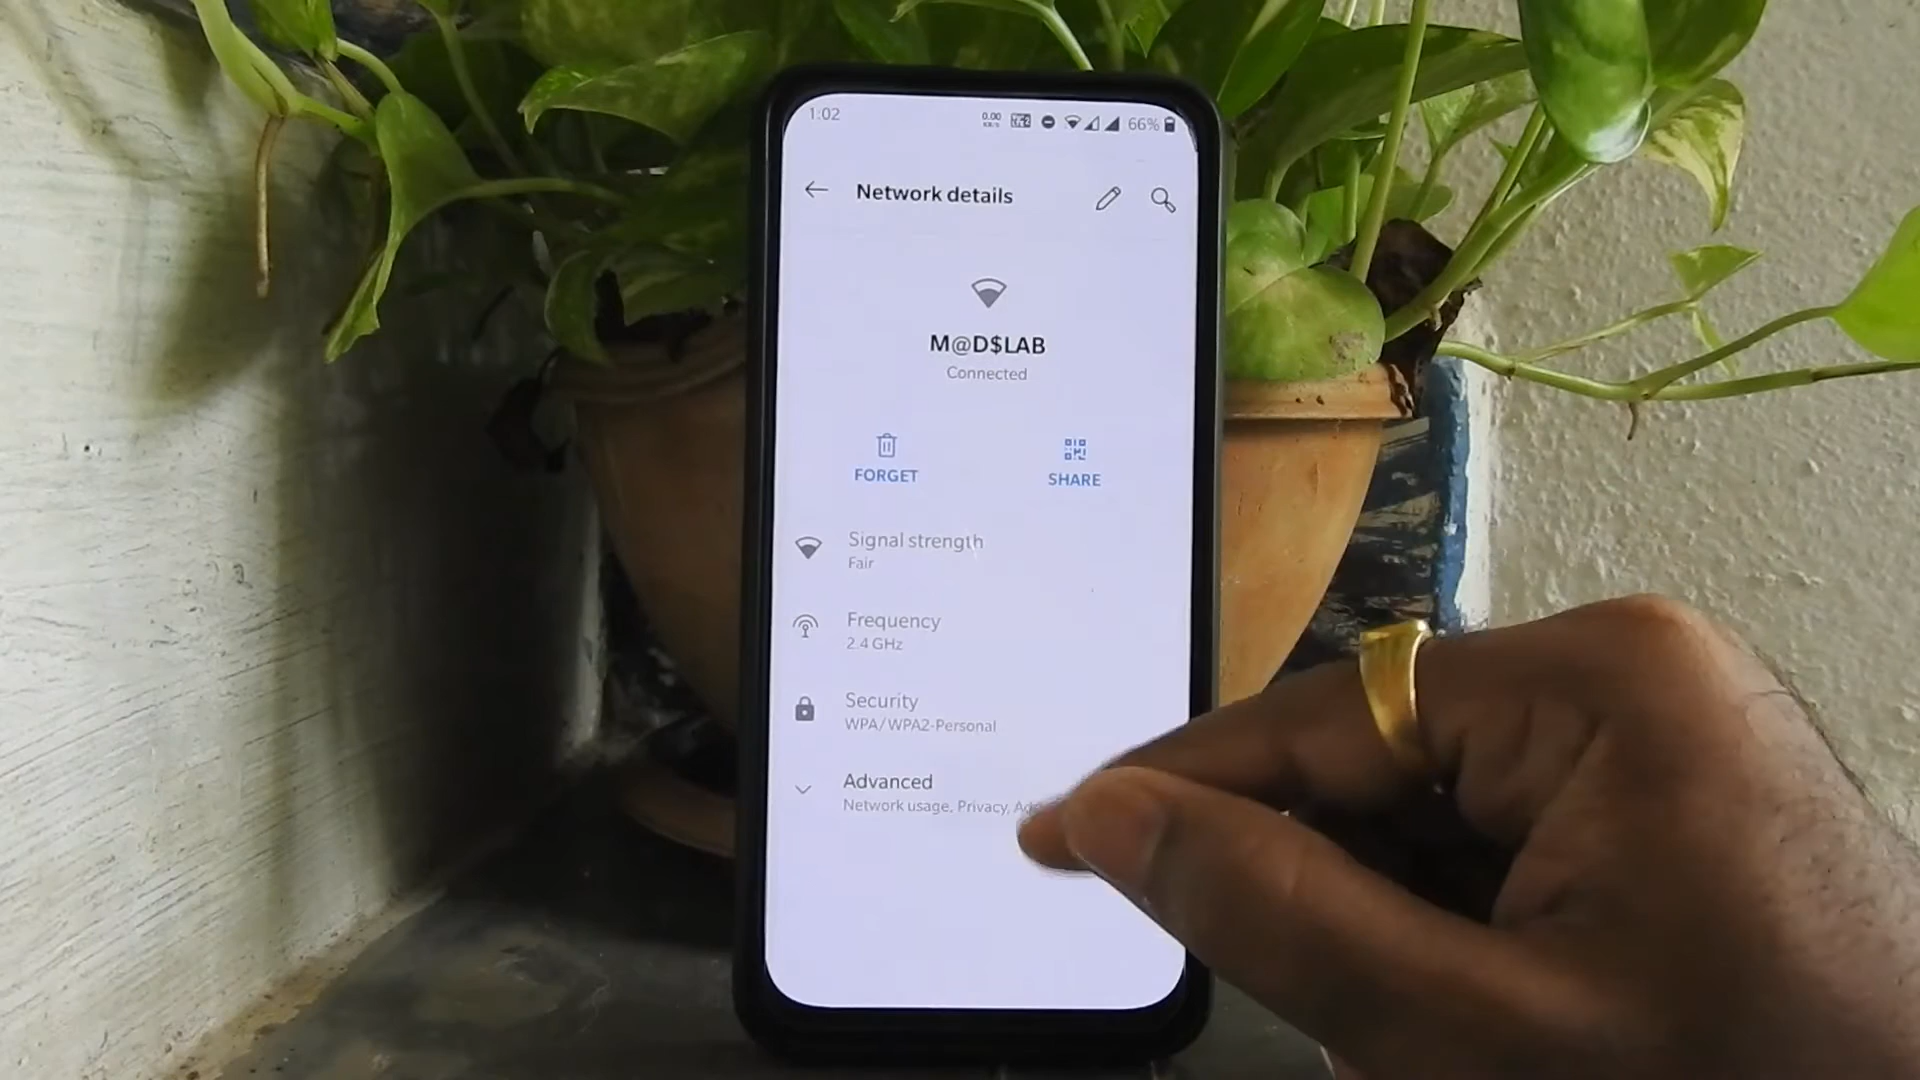 1:02
0.00
66%
Network details
M@D$LAB
Connected
FORGET
SHARE
Signal strength
Fair
Frequency
2.4 GHz
Security
WPA/WPA2-Personal
Advanced
Network usage, Privacy,